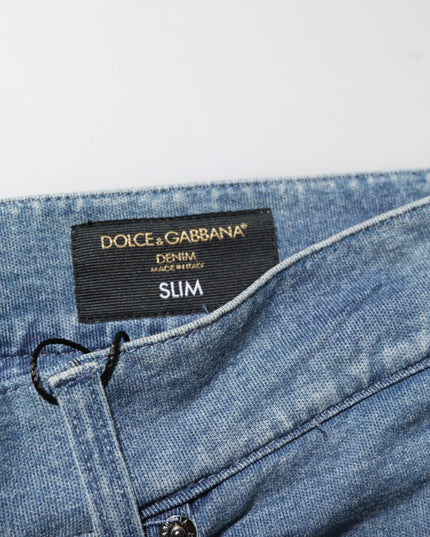 DOLCE & GABBANA®
DENIM
MADE IN ITALY
SLIM